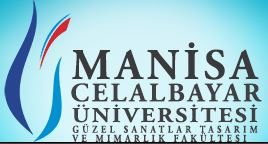 MANİSA
CELALBAYAR
ÜNİVERSİTESİ
GÜZEL SANATLAR TASARIM
VE MİMARLIK FAKÜLTESİ